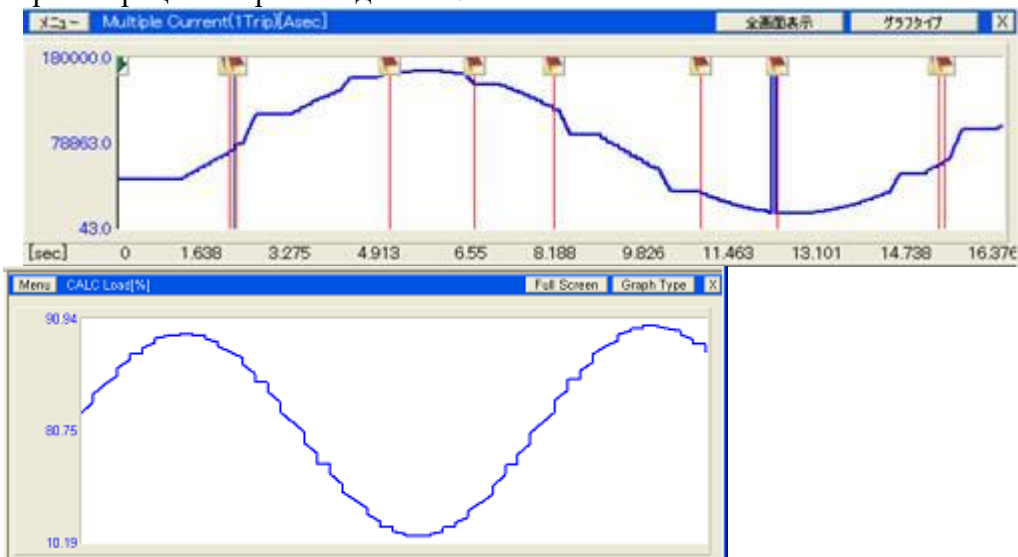 メニュー Multiple Current(1Trip)[Asec] 全画面表示 グラフタイプ X
180000.0
78863.0
43.0
[sec] 0 1.638 3.275 4.913 6.55 8.188 9.826 11.463 13.101 14.738 16.376
Menu CALC Load[%] Full Screen Graph Type X
90.94
80.75
10.19